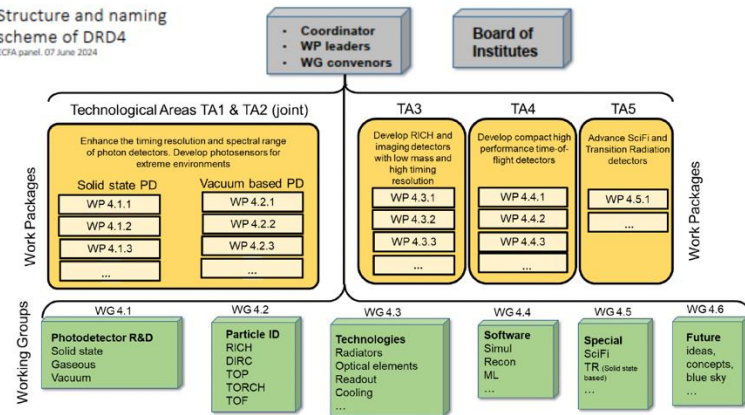 Structure and naming
scheme of DRD4
ECFA panel. 07 June 2024
- Coordinator
- WP leaders
- WG convenors
Board of
Institutes
Technological Areas TA1 & TA2 (joint)
TA3
TA4
TA5
Work Packages
Enhance the timing resolution and spectral range
of photon detectors. Develop photosensors for
extreme environments
Solid state PD
WP 4.1.1
WP 4.1.2
WP 4.1.3
...
Vacuum based PD
WP 4.2.1
WP 4.2.2
WP 4.2.3
...
Develop RICH and
imaging detectors
with low mass and
high timing
resolution
WP 4.3.1
WP 4.3.2
WP 4.3.3
...
Develop compact high
performance time-of-
flight detectors
WP 4.4.1
WP 4.4.2
WP 4.4.3
...
Advance SciFi and
Transition Radiation
detectors
WP 4.5.1
...
Work Packages
Working Groups
WG 4.1
Photodetector R&D
Solid state
Gaseous
Vacuum
WG 4.2
Particle ID
RICH
DIRC
TOP
TORCH
TOF
WG 4.3
Technologies
Radiators
Optical elements
Readout
Cooling
...
WG 4.4
Software
Simul
Recon
ML
...
WG 4.5
Special
SciFi
TR (Solid state
based)
...
WG 4.6
Future
ideas,
concepts,
blue sky
...